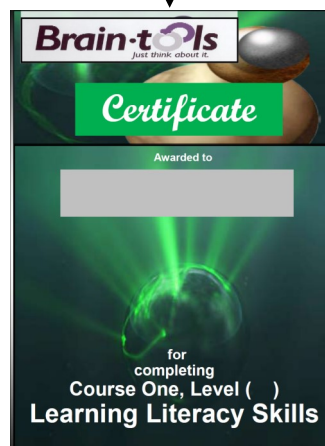 Brain-tools
Just think about it.
Certificate
Awarded to
for
completing
Course One, Level ( )
Learning Literacy Skills